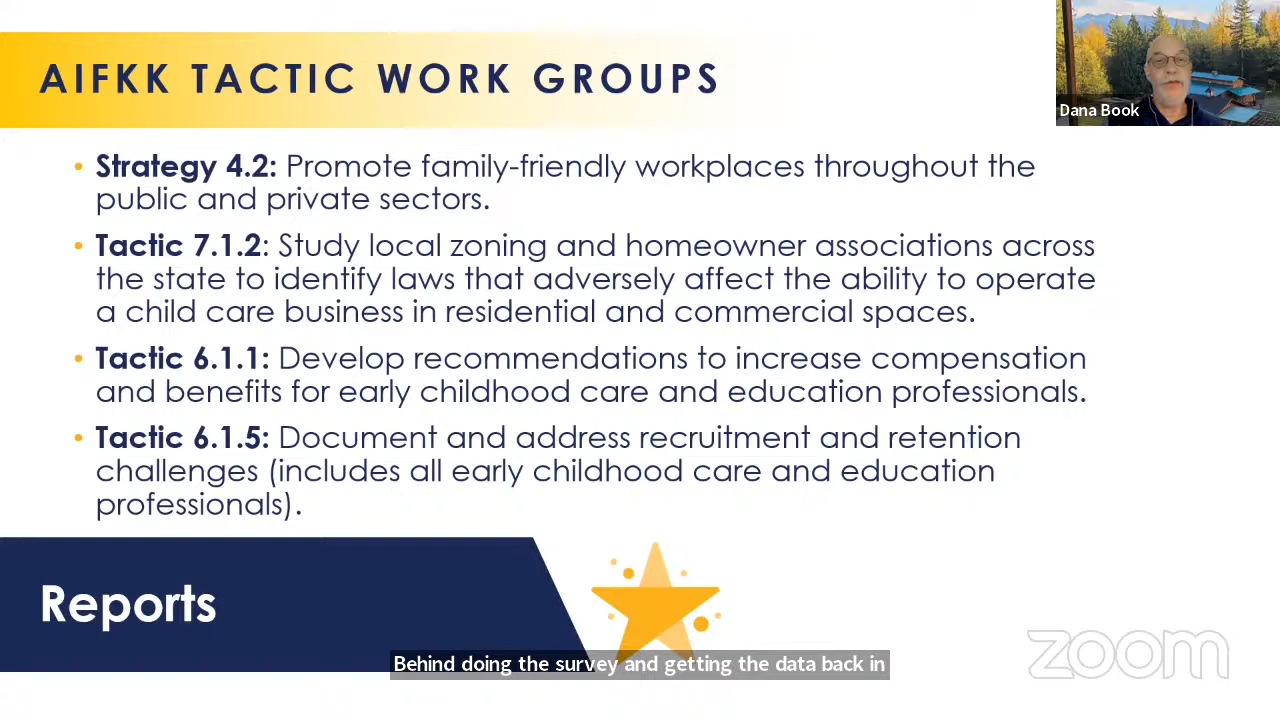 AIFKK TACTIC WORK GROUPS
Dana Book
• Strategy 4.2: Promote family-friendly workplaces throughout the
public and private sectors.
• Tactic 7.1.2: Study local zoning and homeowner associations across
the state to identify laws that adversely affect the ability to operate
a child care business in residential and commercial spaces.
• Tactic 6.1.1: Develop recommendations to increase compensation
and benefits for early childhood care and education professionals.
• Tactic 6.1.5: Document and address recruitment and retention
challenges (includes all early childhood care and education
professionals).
Reports
zoom
Behind doing the survey and getting the data back in